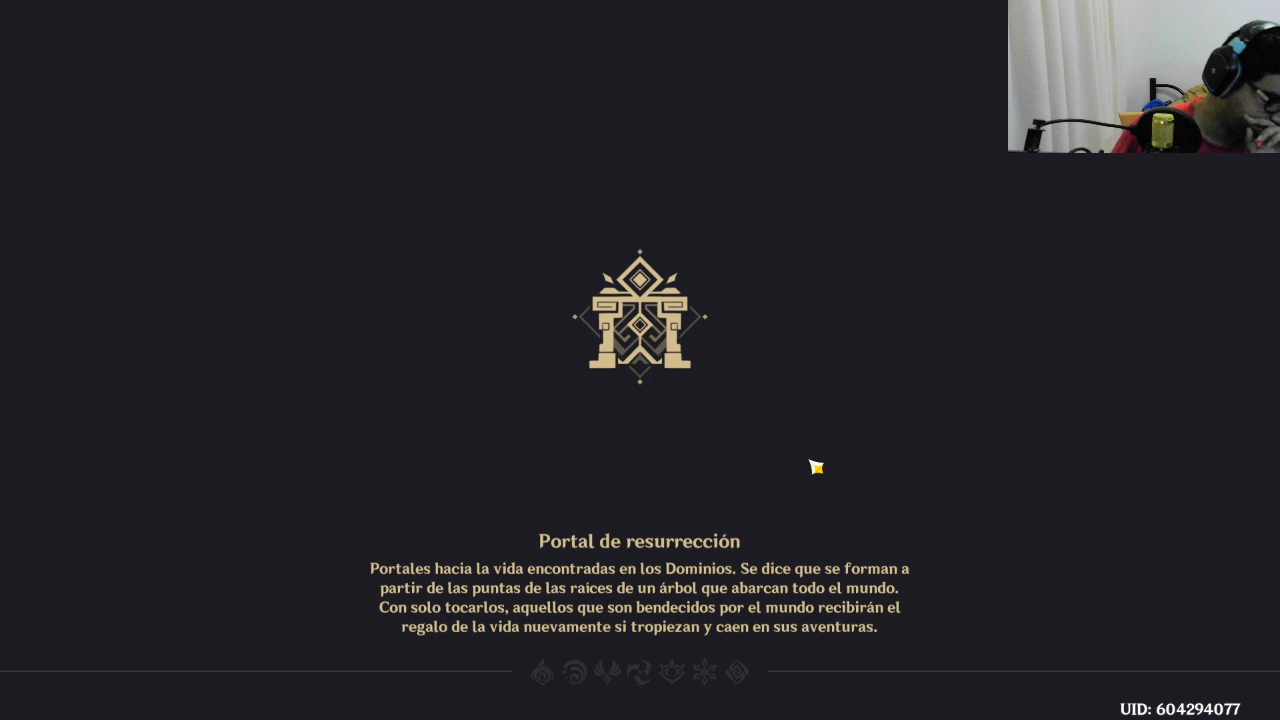 Portal de resurrección
Portales hacia la vida encontradas en los Dominios. Se dice que se forman a
partir de las puntas de las raíces de un árbol que abarcan todo el mundo.
Con solo tocarlos, aquellos que son bendecidos por el mundo recibirán el
regalo de la vida nuevamente si tropiezan y caen en sus aventuras.
UID: 604294077